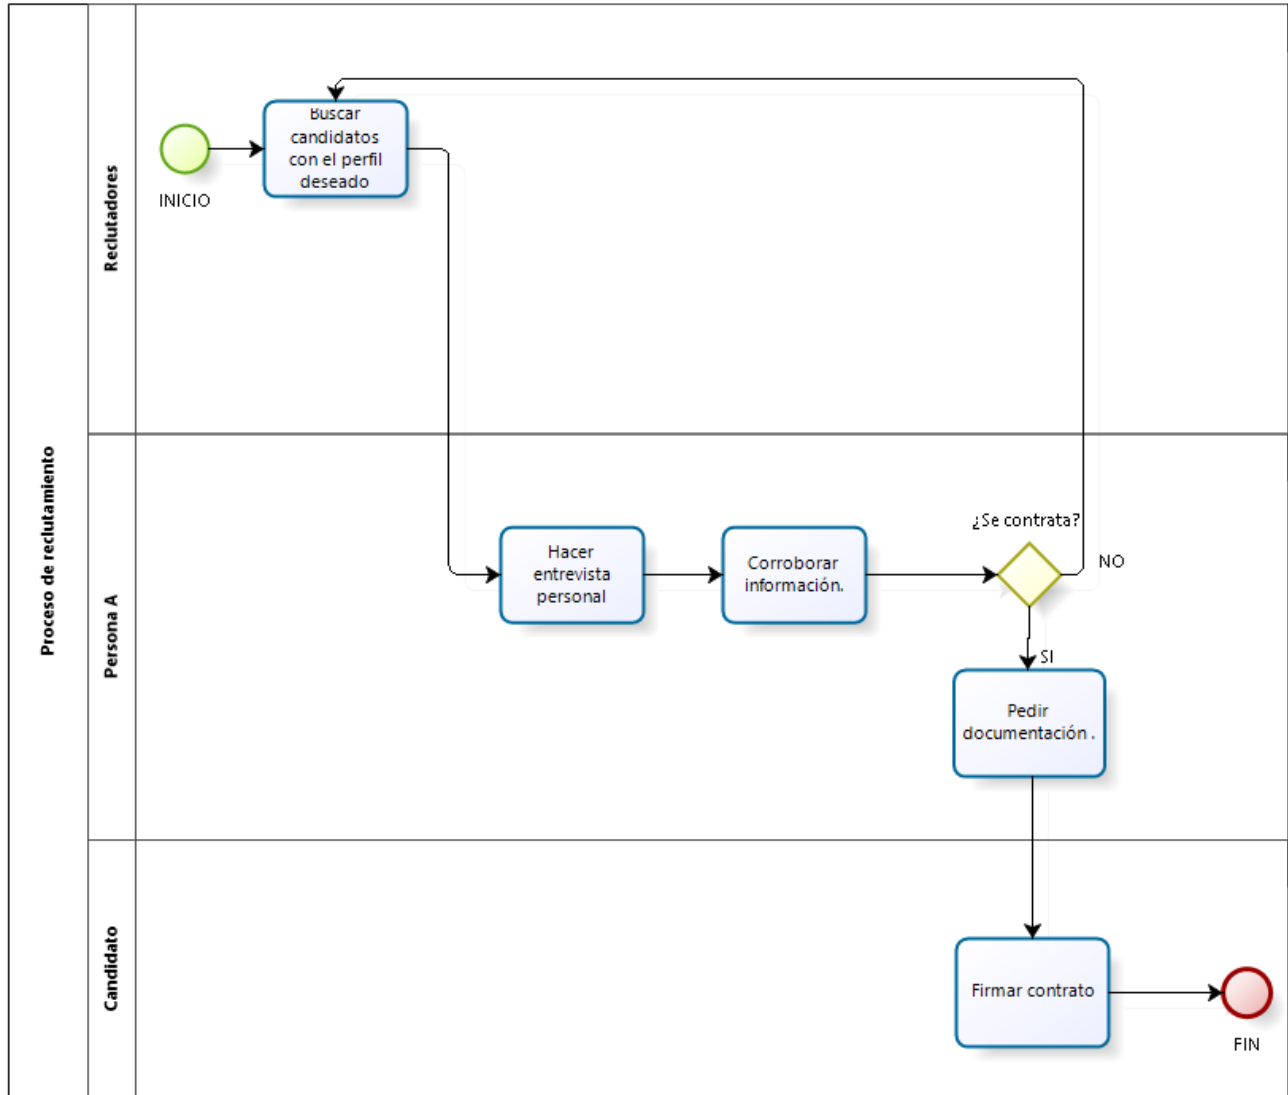 Proceso de reclutamiento
Reclutadores
INICIO
Buscar
candidatos
con el perfil
deseado
Persona A
Hacer
entrevista
personal
Corroborar
información.
¿Se contrata?
NO
SI
Pedir
documentación .
Candidato
Firmar contrato
FIN